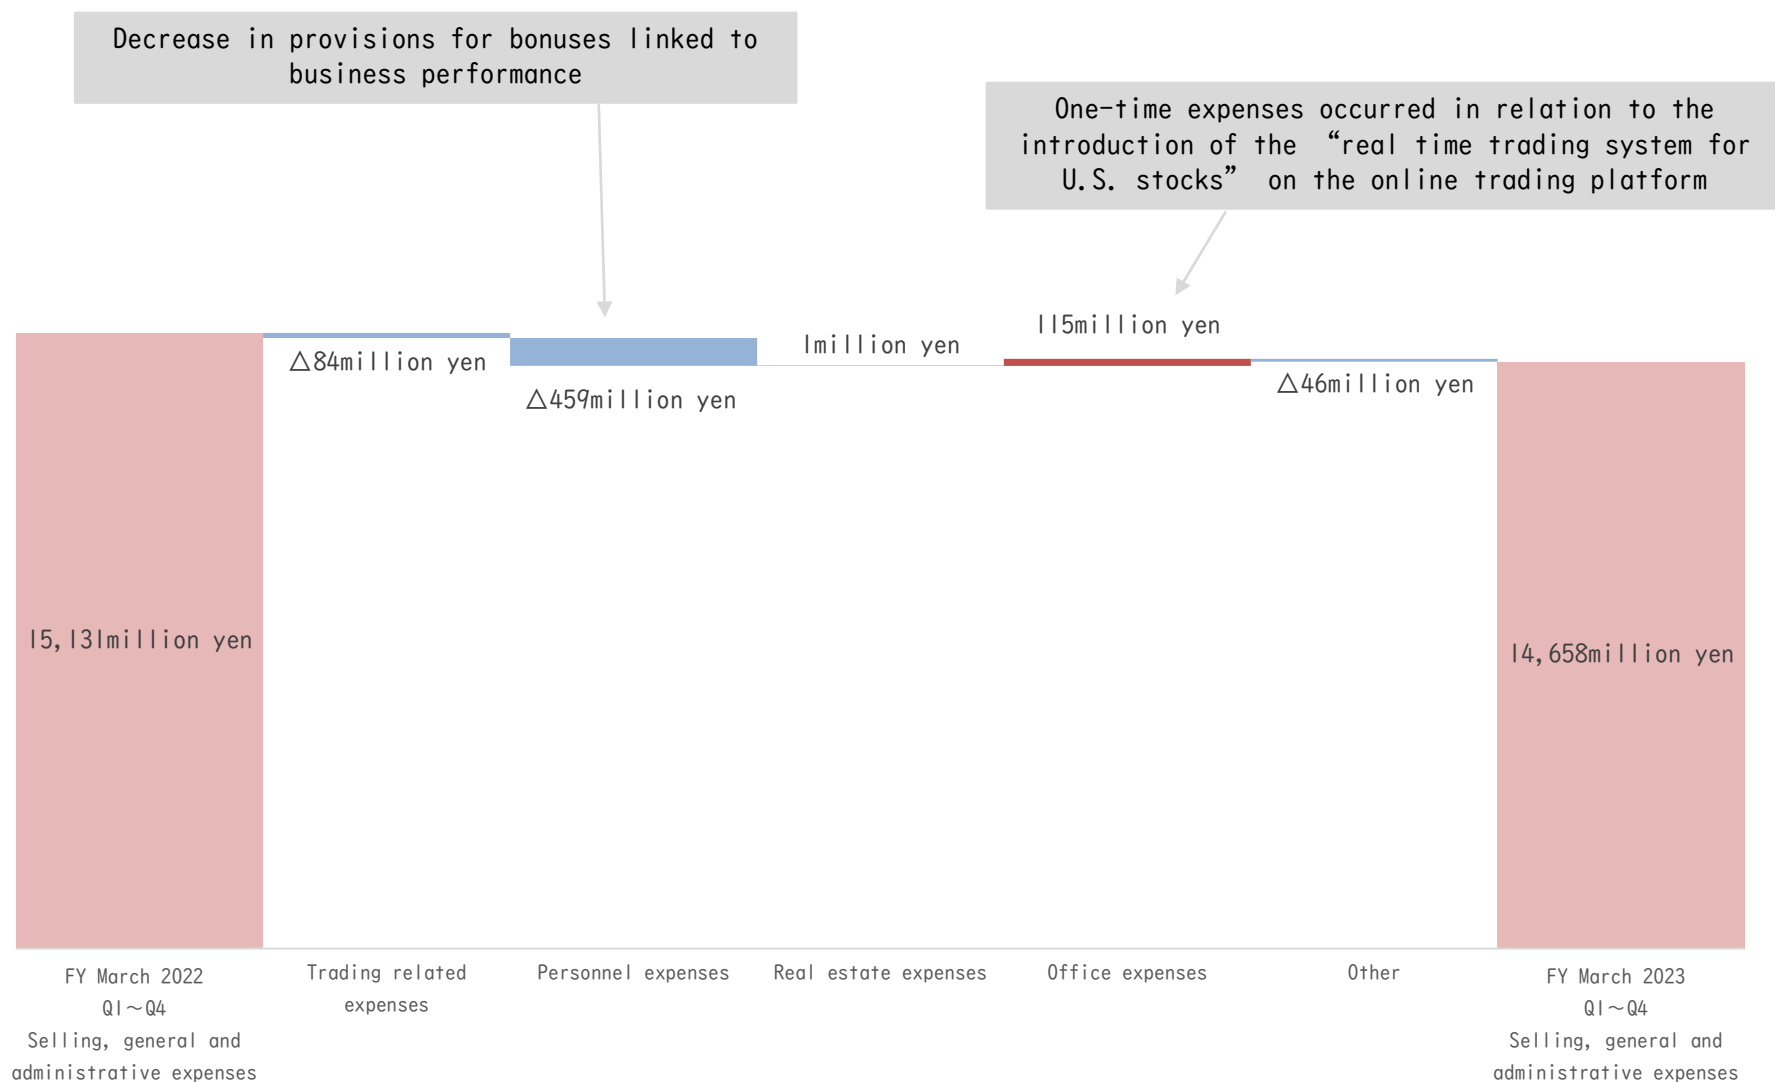 Decrease in provisions for bonuses linked to
business performance
One-time expenses occurred in relation to the
introduction of the “real time trading system for
U.S. stocks” on the online trading platform
△84million yen
△459million yen
1million yen
115million yen
△46million yen
15,131million yen
14,658million yen
FY March 2022
Q1～Q4
Selling, general and
administrative expenses
Trading related
expenses
Personnel expenses
Real estate expenses
Office expenses
Other
FY March 2023
Q1～Q4
Selling, general and
administrative expenses